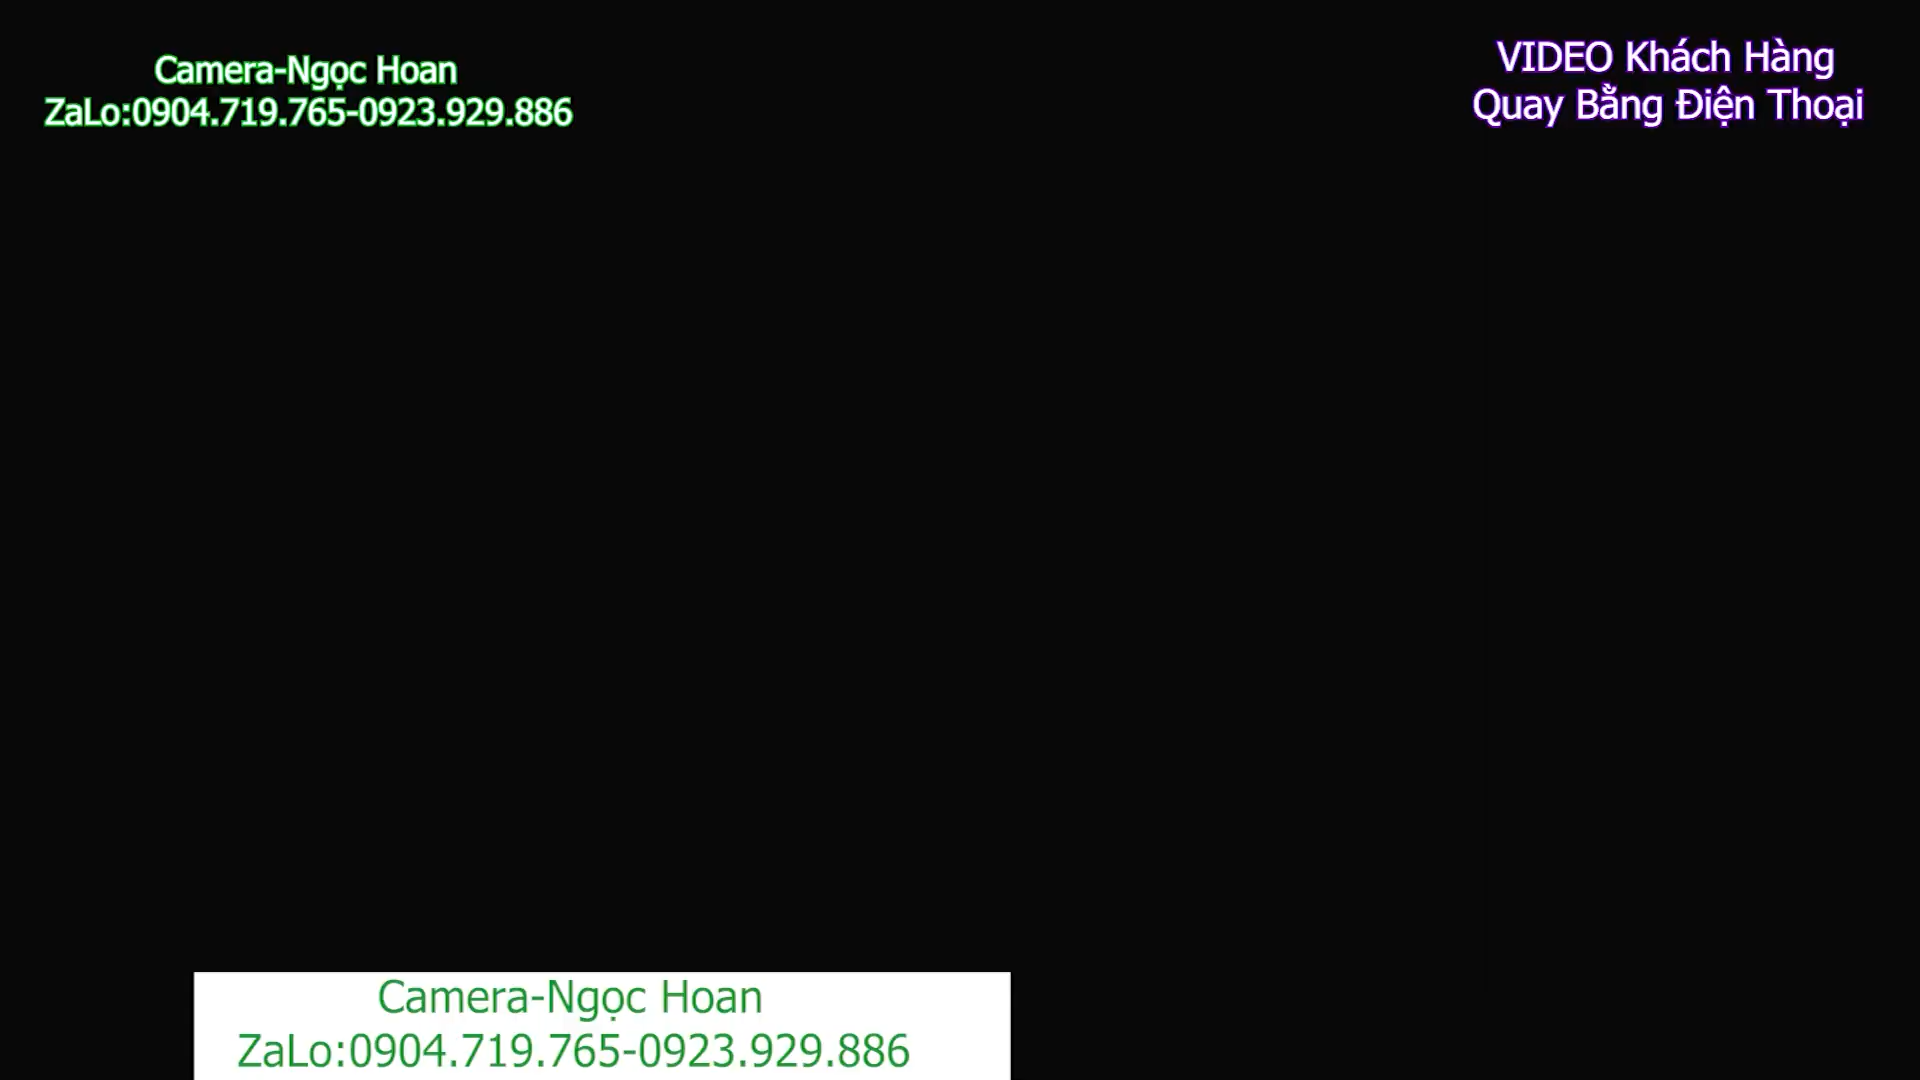 Camera-Ngọc Hoan
ZaLo:0904.719.765-0923.929.886
VIDEO Khách Hàng
Quay Bằng Điện Thoại
Camera-Ngọc Hoan
ZaLo:0904.719.765-0923.929.886